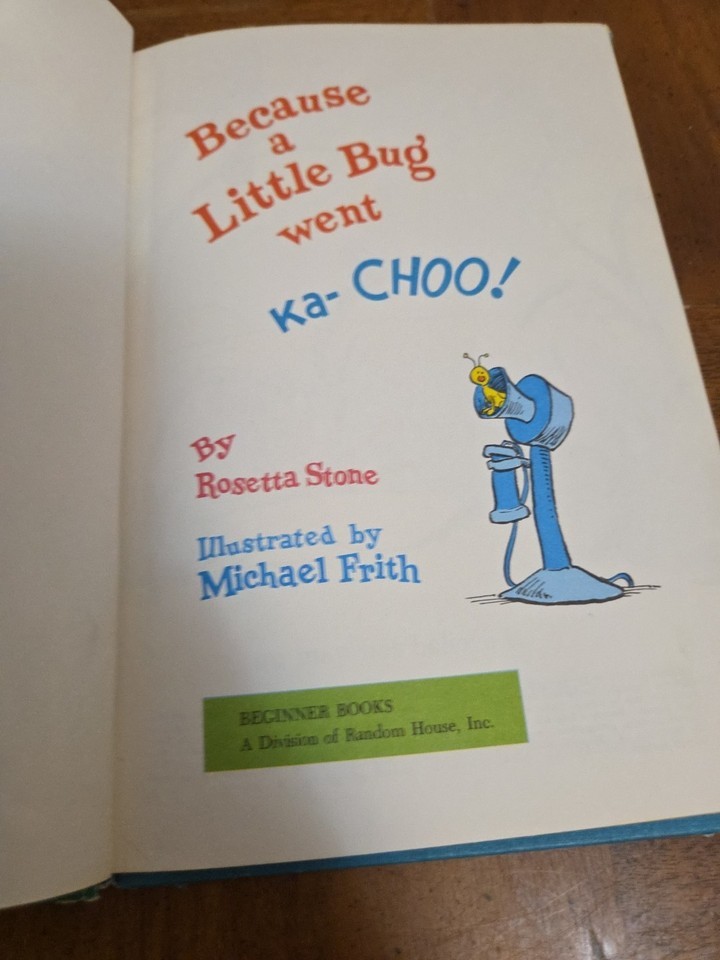 Because
a
Little Bug
went
Ka-CHOO!
By
Rosetta Stone
Illustrated by
Michael Frith
BEGINNER BOOKS
A Division of Random House, Inc.